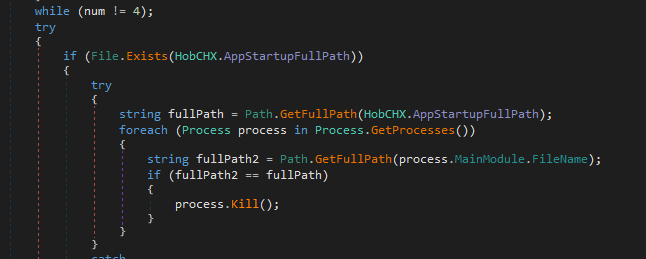 while (num != 4);
try
{
if (File.Exists(HobCHX.AppStartupFullPath))
{
try
{
string fullPath = Path.GetFullPath(HobCHX.AppStartupFullPath);
foreach (Process process in Process.GetProcesses())
{
string fullPath2 = Path.GetFullPath(process.MainModule.FileName);
if (fullPath2 == fullPath)
{
process.Kill();
}
}
}
catch